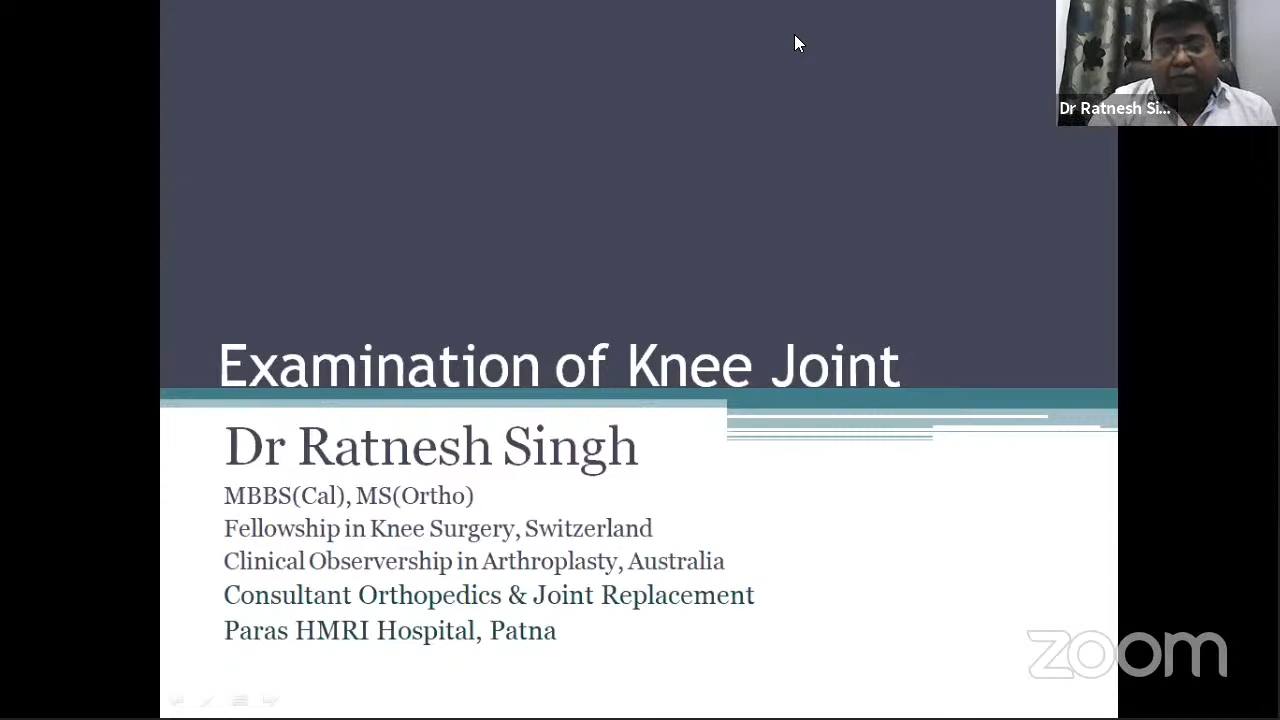 Dr Ratnesh Si...
Examination of Knee Joint
Dr Ratnesh Singh
MBBS(Cal), MS(Ortho)
Fellowship in Knee Surgery, Switzerland
Clinical Observership in Arthroplasty, Australia
Consultant Orthopedics & Joint Replacement
Paras HMRI Hospital, Patna
zoom